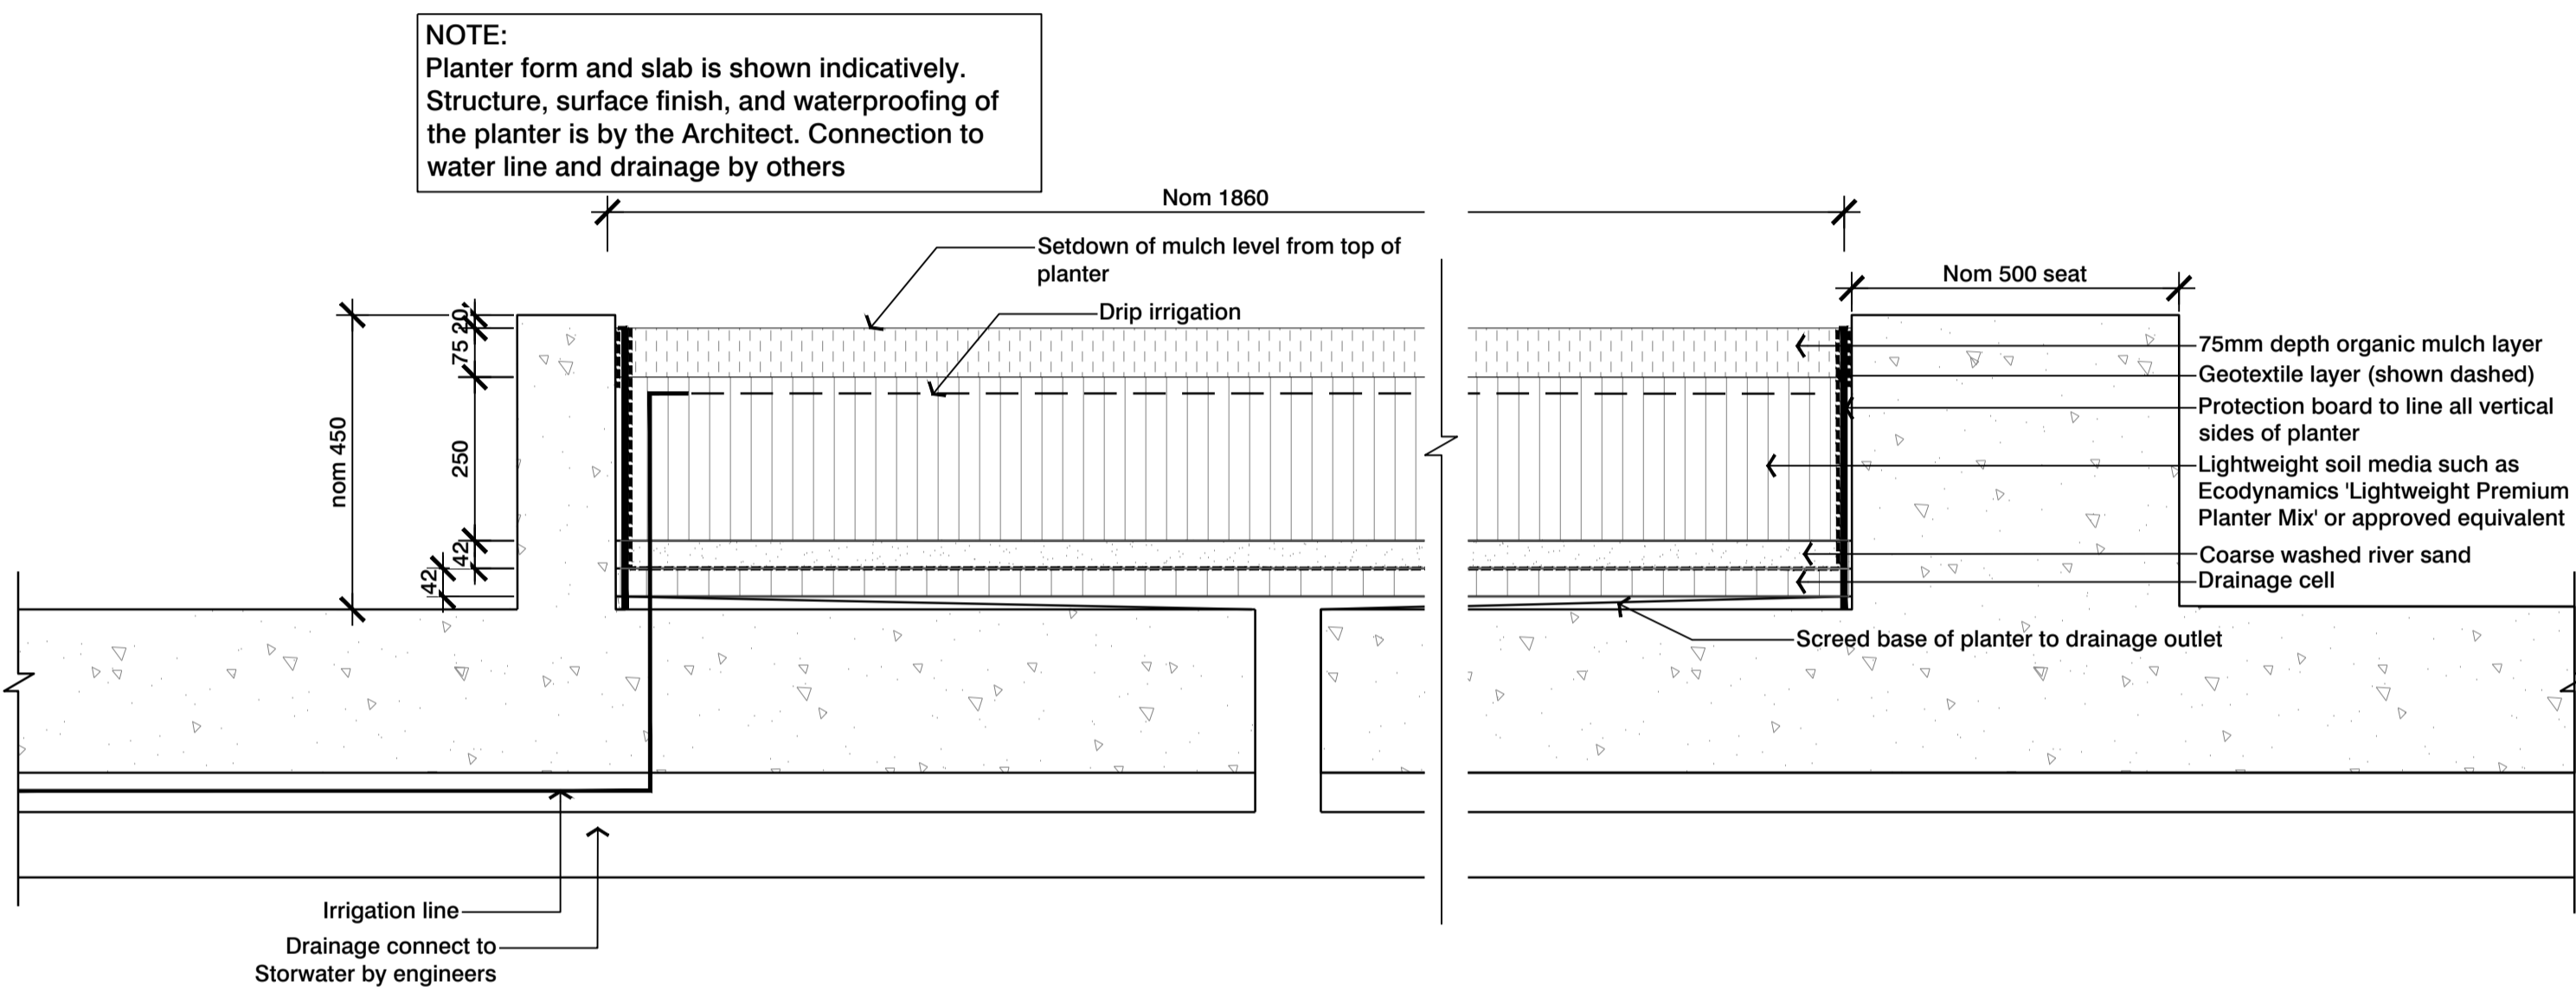 NOTE:
Planter form and slab is shown indicatively.
Structure, surface finish, and waterproofing of
the planter is by the Architect. Connection to
water line and drainage by others
Nom 1860
Setdown of mulch level from top of
planter
Drip irrigation
Nom 500 seat
20
75
250
42
42
nom 450
75mm depth organic mulch layer
Geotextile layer (shown dashed)
Protection board to line all vertical
sides of planter
Lightweight soil media such as
Ecodynamics 'Lightweight Premium
Planter Mix' or approved equivalent
Coarse washed river sand
Drainage cell
Screed base of planter to drainage outlet
Irrigation line
Drainage connect to
Storwater by engineers